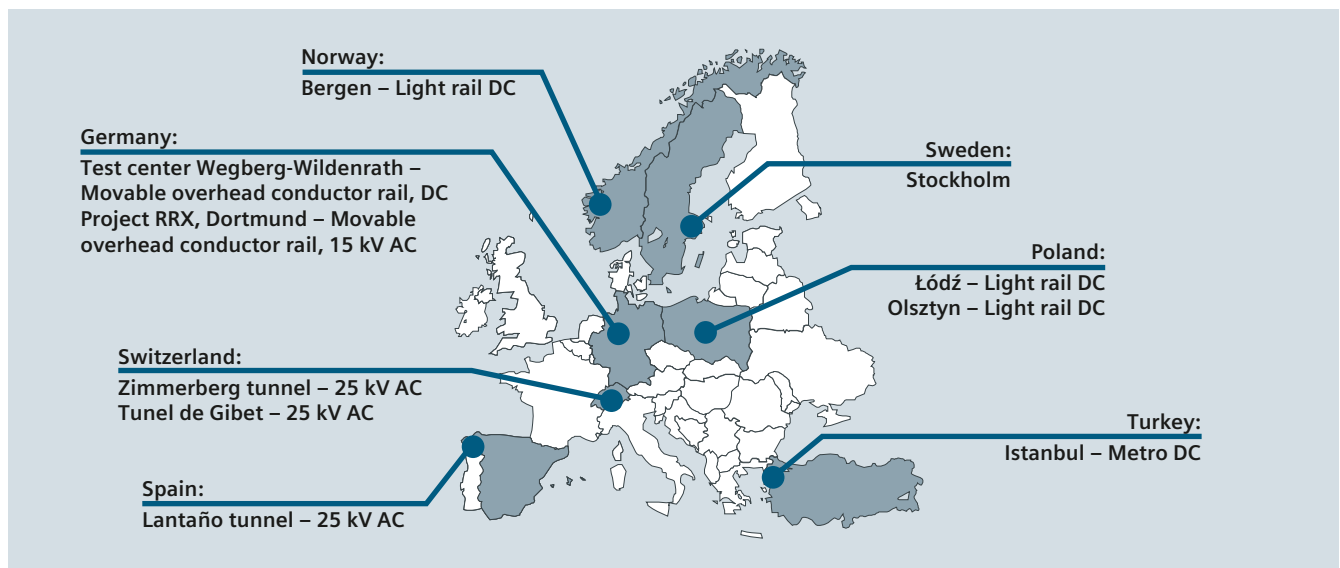 Norway:
Bergen – Light rail DC
Germany:
Test center Wegberg-Wildenrath –
Movable overhead conductor rail, DC
Project RRX, Dortmund – Movable
overhead conductor rail, 15 kV AC
Switzerland:
Zimmerberg tunnel – 25 kV AC
Tunel de Gibet – 25 kV AC
Spain:
Lantaño tunnel – 25 kV AC
Sweden:
Stockholm
Poland:
Łódź – Light rail DC
Olsztyn – Light rail DC
Turkey:
Istanbul – Metro DC